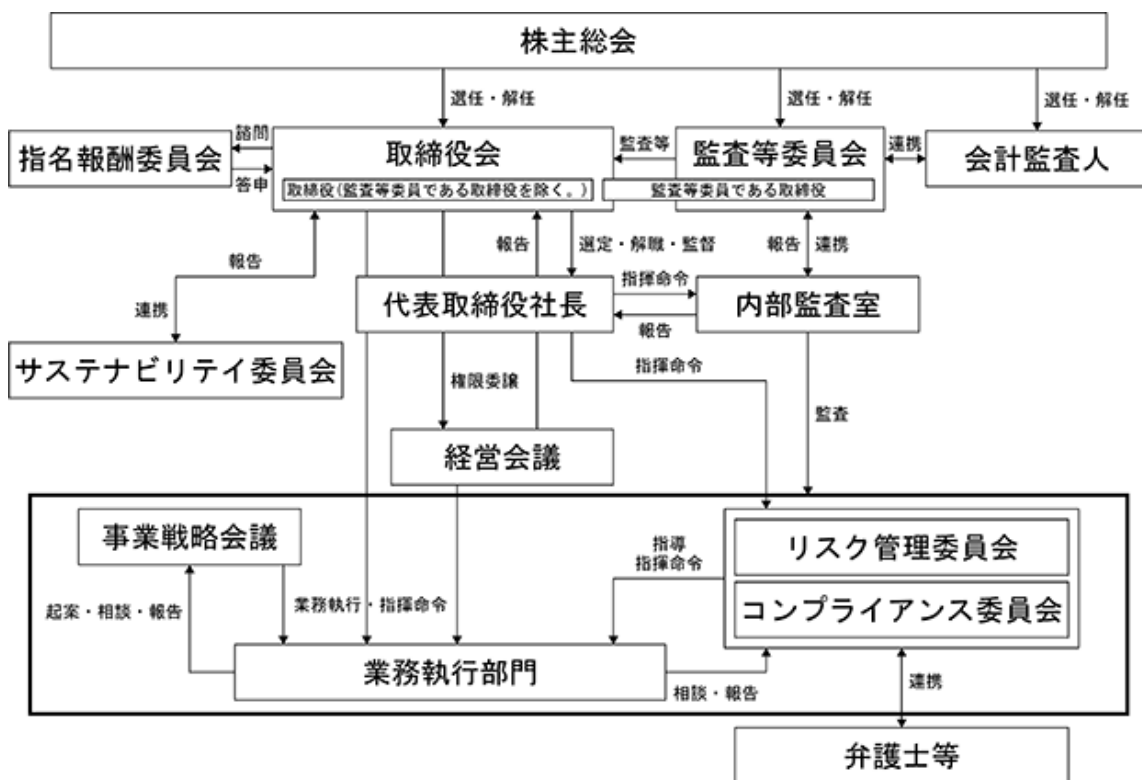 株主総会
選任・解任
選任・解任
選任・解任
諮問
指名報酬委員会
答申
取締役会
取締役(監査等委員である取締役を除く。)
監査等
監査等委員会
監査等委員である取締役
連携
会計監査人
報告
連携
報告
選定・解職・監督
報告
連携
代表取締役社長
指揮命令
報告
内部監査室
サステナビリテイ委員会
権限委譲
指揮命令
監査
経営会議
事業戦略会議
起案・相談・報告
業務執行・指揮命令
指導
指揮命令
リスク管理委員会
コンプライアンス委員会
業務執行部門
相談・報告
連携
弁護士等